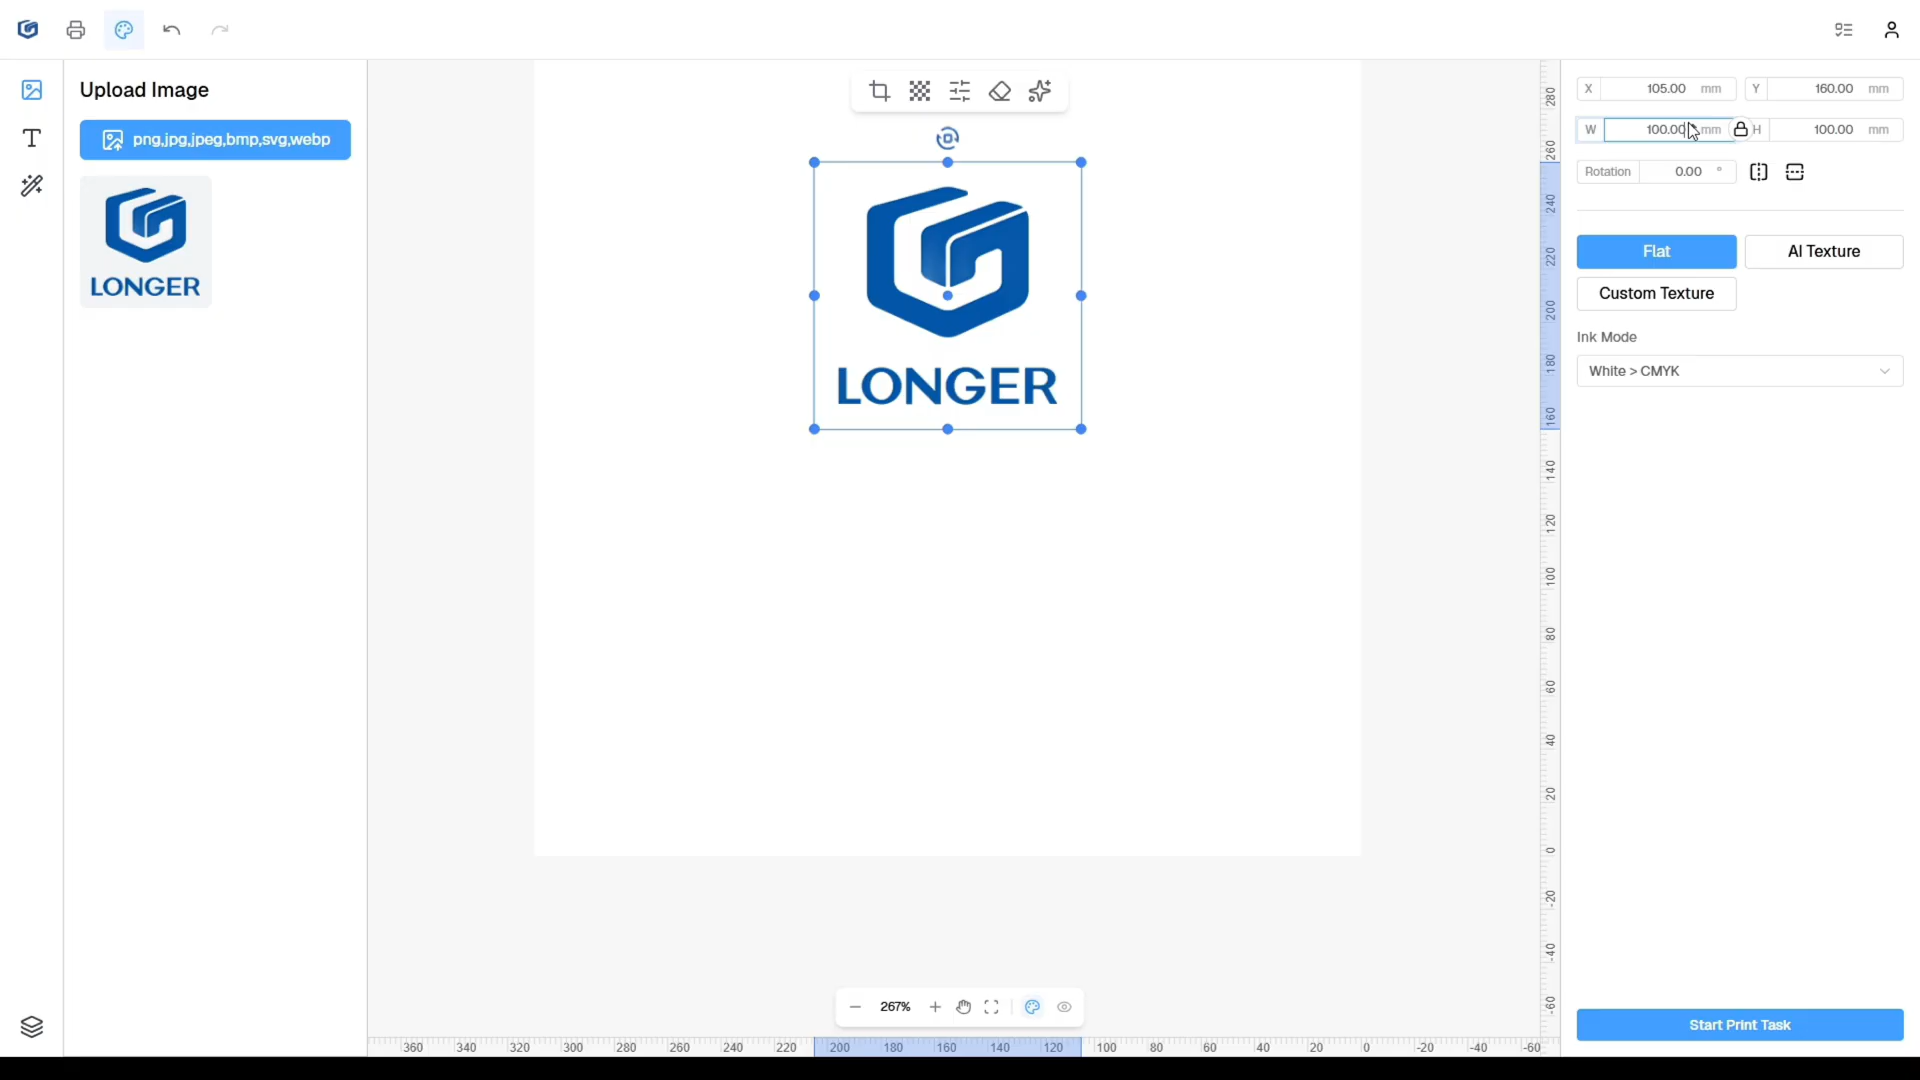 Upload Image
png,jpg,jpeg,bmp,svg,webp
LONGER
LONGER
X 105.00 mm Y 160.00 mm
W 100.00 mm H 100.00 mm
Rotation 0.00 °
Flat
AI Texture
Custom Texture
Ink Mode
White > CMYK
280
260
240
220
200
180
160
140
120
100
80
60
40
20
0
-20
-40
-60
267%
Start Print Task
360 340 320 300 280 260 240 220 200 180 160 140 120 100 80 60 40 20 0 -20 -40 -60